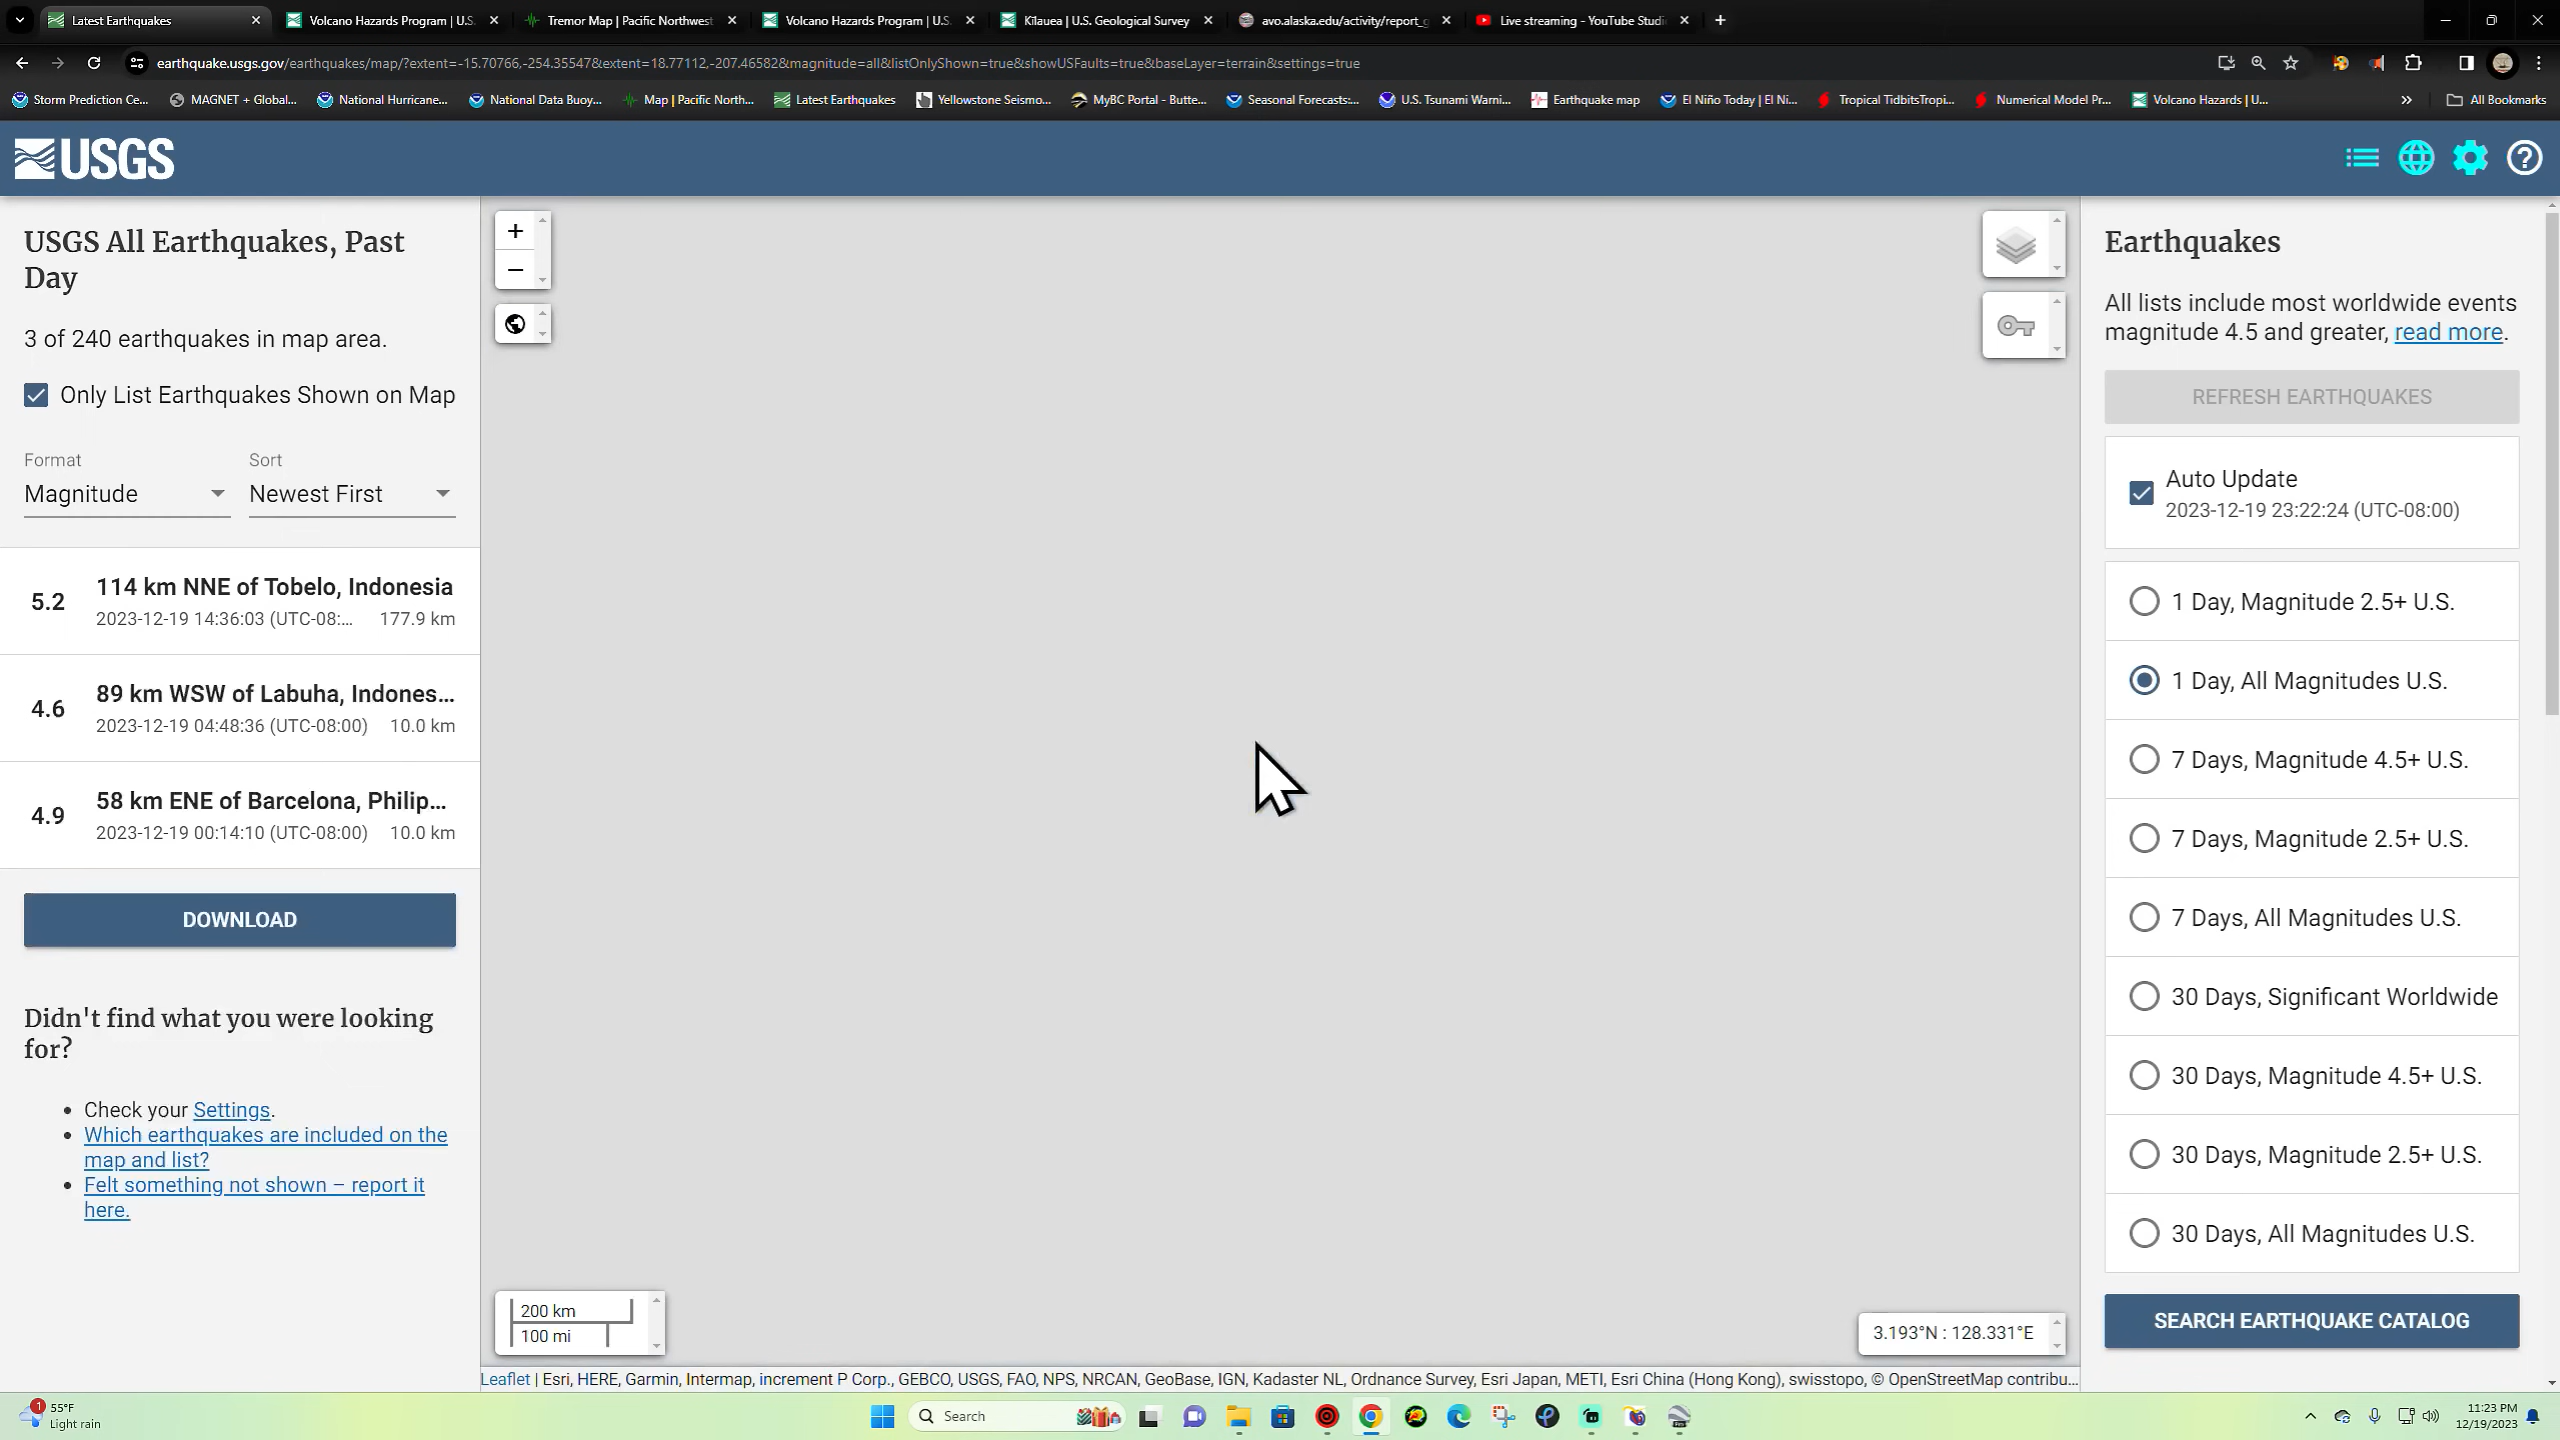 Latest Earthquakes
Volcano Hazards Program | U.S.
Tremor Map | Pacific Northwest
Volcano Hazards Program | U.S.
Kīlauea | U.S. Geological Survey
avo.alaska.edu/activity/report_
Live streaming - YouTube Studi
earthquake.usgs.gov/earthquakes/map/?extent=-15.70766,-254.35547&extent=18.77112,-207.46582&magnitude=all&listOnlyShown=true&showUSFaults=true&baseLayer=terrain&settings=true
Storm Prediction Ce...
MAGNET + Global...
National Hurricane...
National Data Buoy...
Map | Pacific North...
Latest Earthquakes
Yellowstone Seismo...
MyBC Portal - Butte...
Seasonal Forecasts:...
U.S. Tsunami Warni...
Earthquake map
El Niño Today | El Ni...
Tropical TidbitsTropi...
Numerical Model Pr...
Volcano Hazards | U...
All Bookmarks
USGS
USGS All Earthquakes, Past
Day
3 of 240 earthquakes in map area.
Only List Earthquakes Shown on Map
Format
Sort
Magnitude
Newest First
5.2
114 km NNE of Tobelo, Indonesia
2023-12-19 14:36:03 (UTC-08:...
177.9 km
4.6
89 km WSW of Labuha, Indones...
2023-12-19 04:48:36 (UTC-08:00)
10.0 km
4.9
58 km ENE of Barcelona, Philip...
2023-12-19 00:14:10 (UTC-08:00)
10.0 km
DOWNLOAD
Didn't find what you were looking
for?
Check your Settings.
Which earthquakes are included on the
map and list?
Felt something not shown – report it
here.
+
−
200 km
100 mi
3.193°N : 128.331°E
Leaflet | Esri, HERE, Garmin, Intermap, increment P Corp., GEBCO, USGS, FAO, NPS, NRCAN, GeoBase, IGN, Kadaster NL, Ordnance Survey, Esri Japan, METI, Esri China (Hong Kong), swisstopo, © OpenStreetMap contribu...
Earthquakes
All lists include most worldwide events
magnitude 4.5 and greater, read more.
REFRESH EARTHQUAKES
Auto Update
2023-12-19 23:22:24 (UTC-08:00)
1 Day, Magnitude 2.5+ U.S.
1 Day, All Magnitudes U.S.
7 Days, Magnitude 4.5+ U.S.
7 Days, Magnitude 2.5+ U.S.
7 Days, All Magnitudes U.S.
30 Days, Significant Worldwide
30 Days, Magnitude 4.5+ U.S.
30 Days, Magnitude 2.5+ U.S.
30 Days, All Magnitudes U.S.
SEARCH EARTHQUAKE CATALOG
1
55°F
Light rain
Search
11:23 PM
12/19/2023